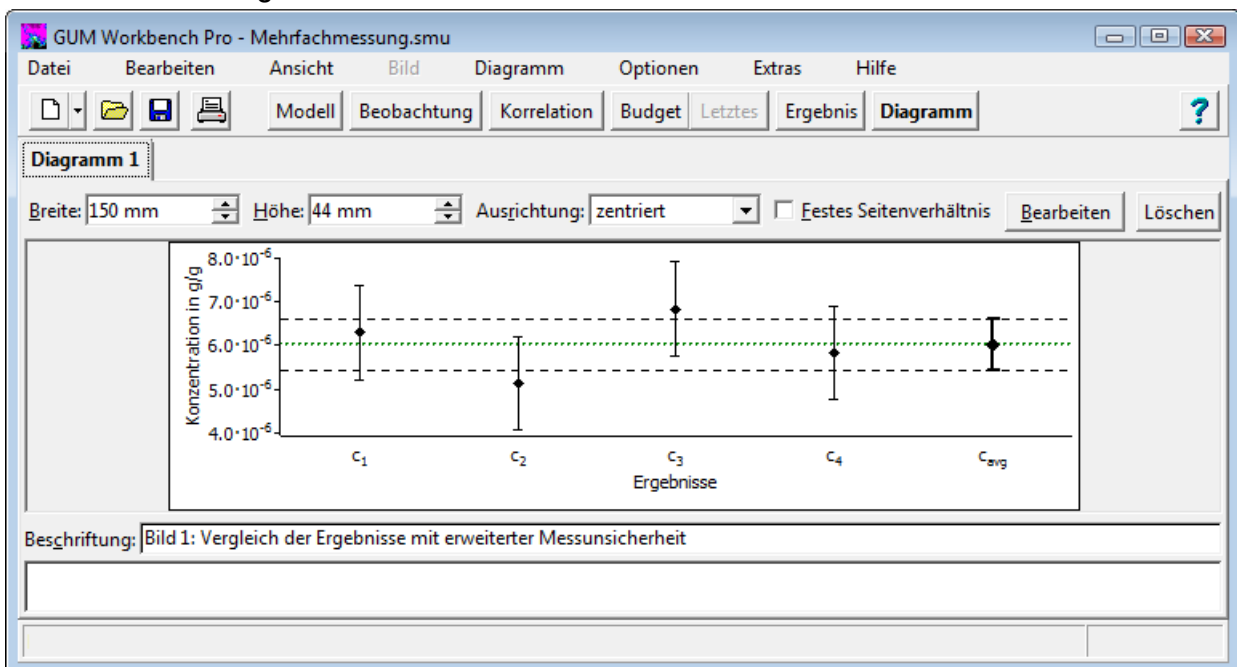 GUM Workbench Pro - Mehrfachmessung.smu
Datei Bearbeiten Ansicht Bild Diagramm Optionen Extras Hilfe
Modell Beobachtung Korrelation Budget Letztes Ergebnis Diagramm ?
Diagramm 1
Breite: 150 mm Höhe: 44 mm Ausrichtung: zentriert Festes Seitenverhältnis Bearbeiten Löschen
Konzentration in g/g
8.0·10⁻⁶
7.0·10⁻⁶
6.0·10⁻⁶
5.0·10⁻⁶
4.0·10⁻⁶
c₁ c₂ c₃ c₄ cavg
Ergebnisse
Beschriftung: Bild 1: Vergleich der Ergebnisse mit erweiterter Messunsicherheit